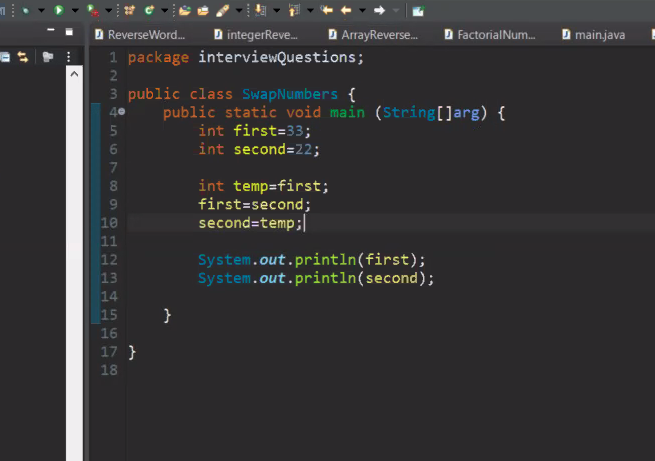 ReverseWord... integerReve... ArrayReverse... FactorialNum... main.java
1 package interviewQuestions;
2
3 public class SwapNumbers {
4 public static void main (String[]arg) {
5 int first=33;
6 int second=22;
7
8 int temp=first;
9 first=second;
10 second=temp;
11
12 System.out.println(first);
13 System.out.println(second);
14
15 }
16
17 }
18